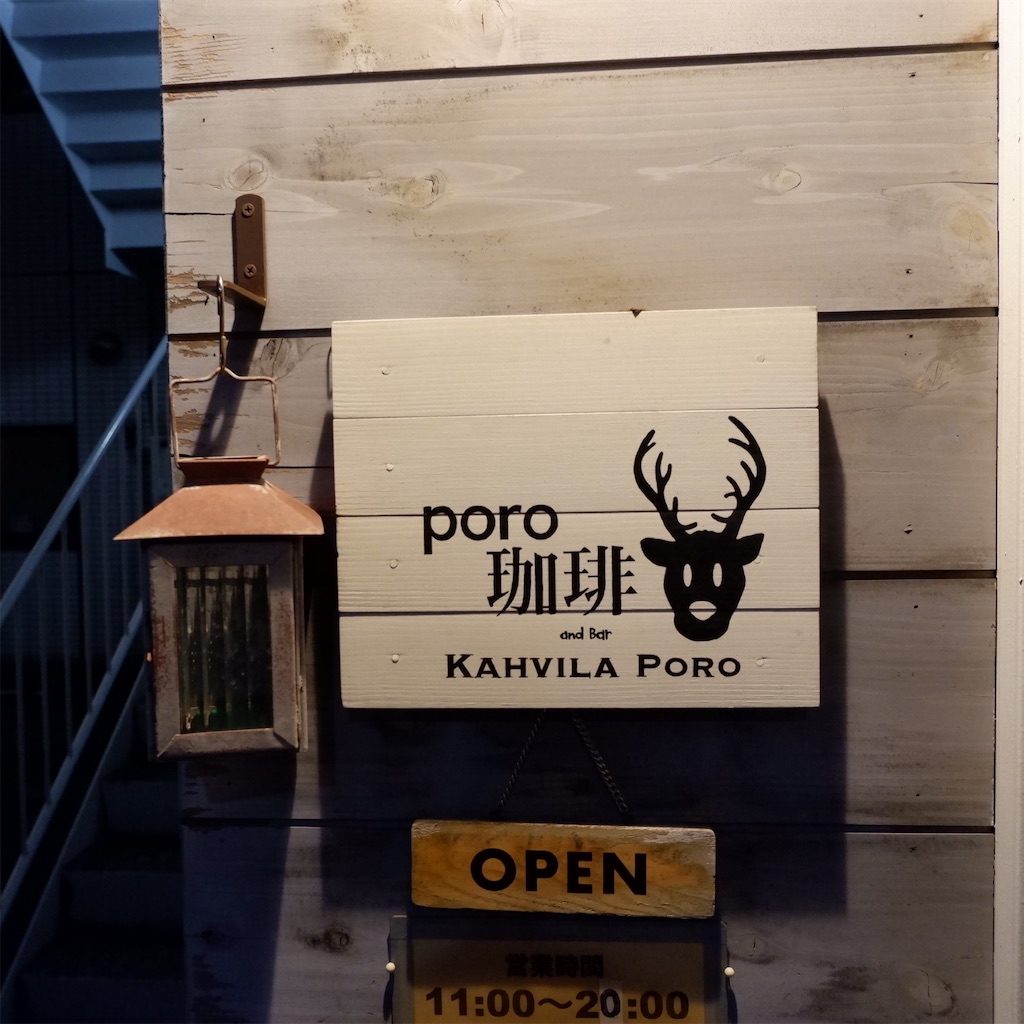 poro
珈琲
and Bar
KAHVILA PORO
OPEN
営業時間
11:00～20:00